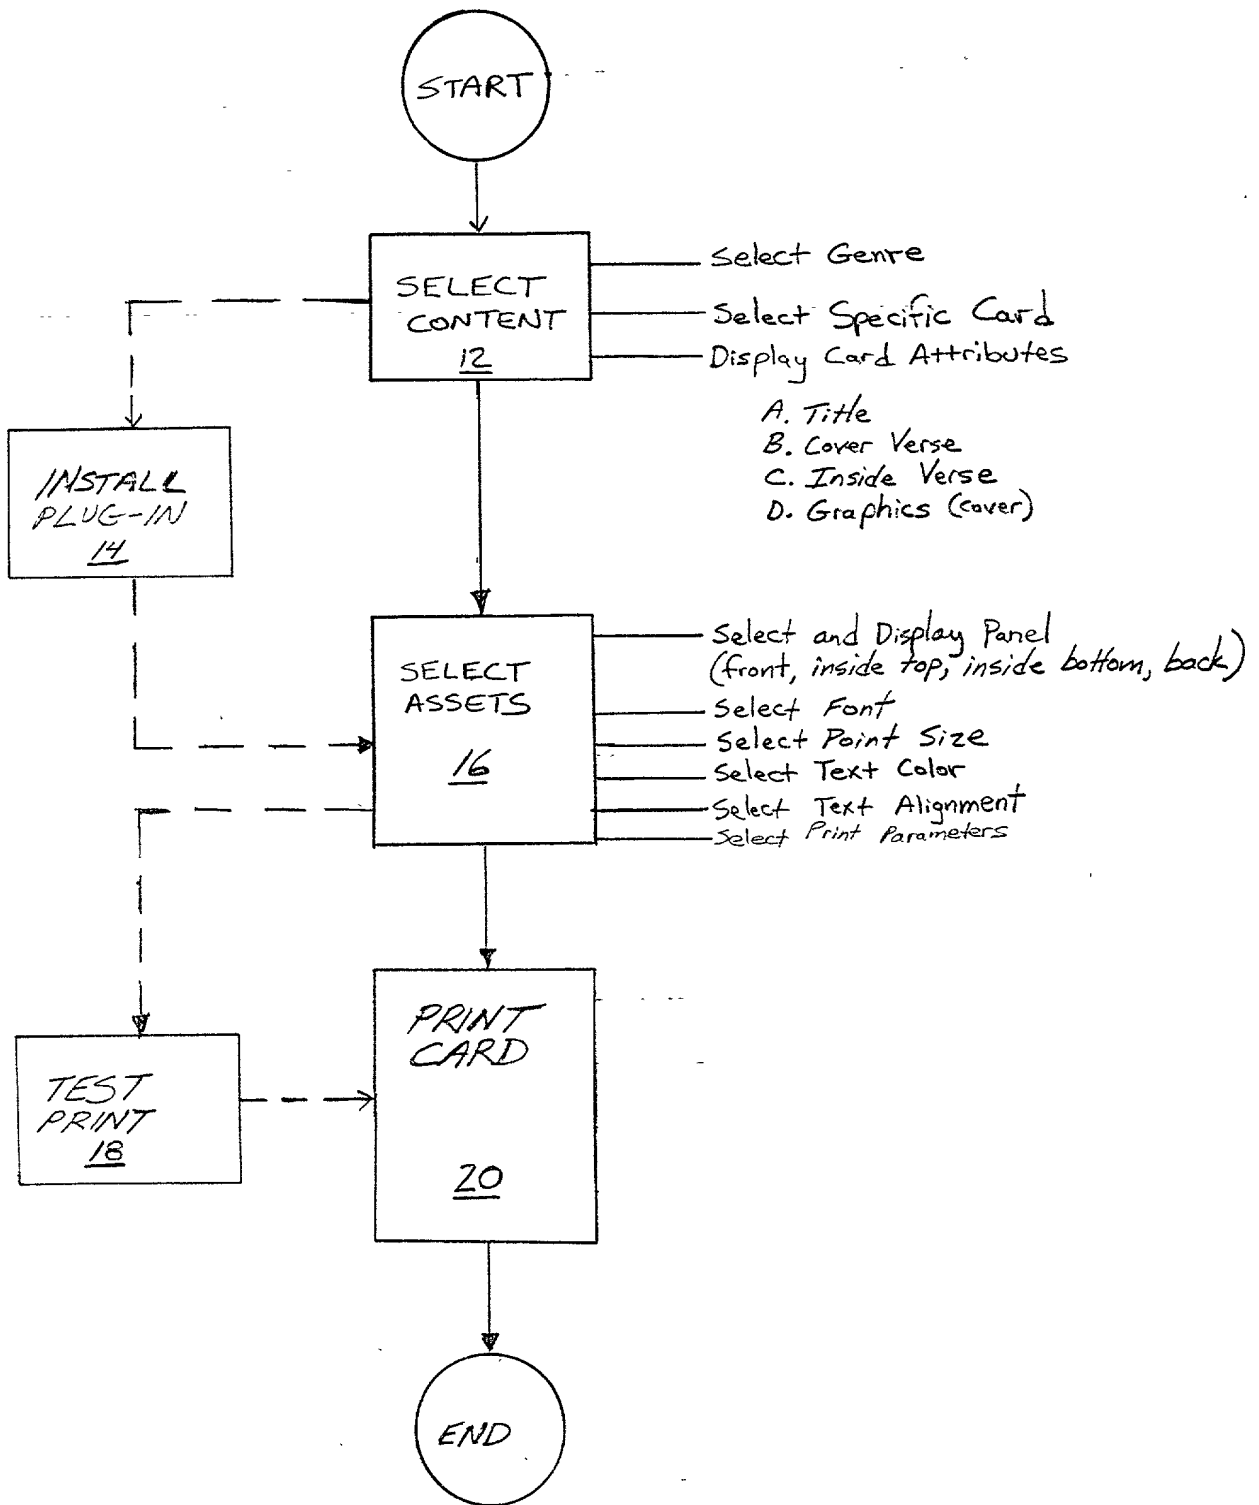 START
SELECT
CONTENT
12
Select Genre
Select Specific Card
Display Card Attributes
A. Title
B. Cover Verse
C. Inside Verse
D. Graphics (cover)
INSTALL
PLUG-IN
14
SELECT
ASSETS
16
Select and Display Panel
(front, inside top, inside bottom, back)
Select Font
Select Point Size
Select Text Color
Select Text Alignment
Select Print Parameters
TEST
PRINT
18
PRINT
CARD
20
END